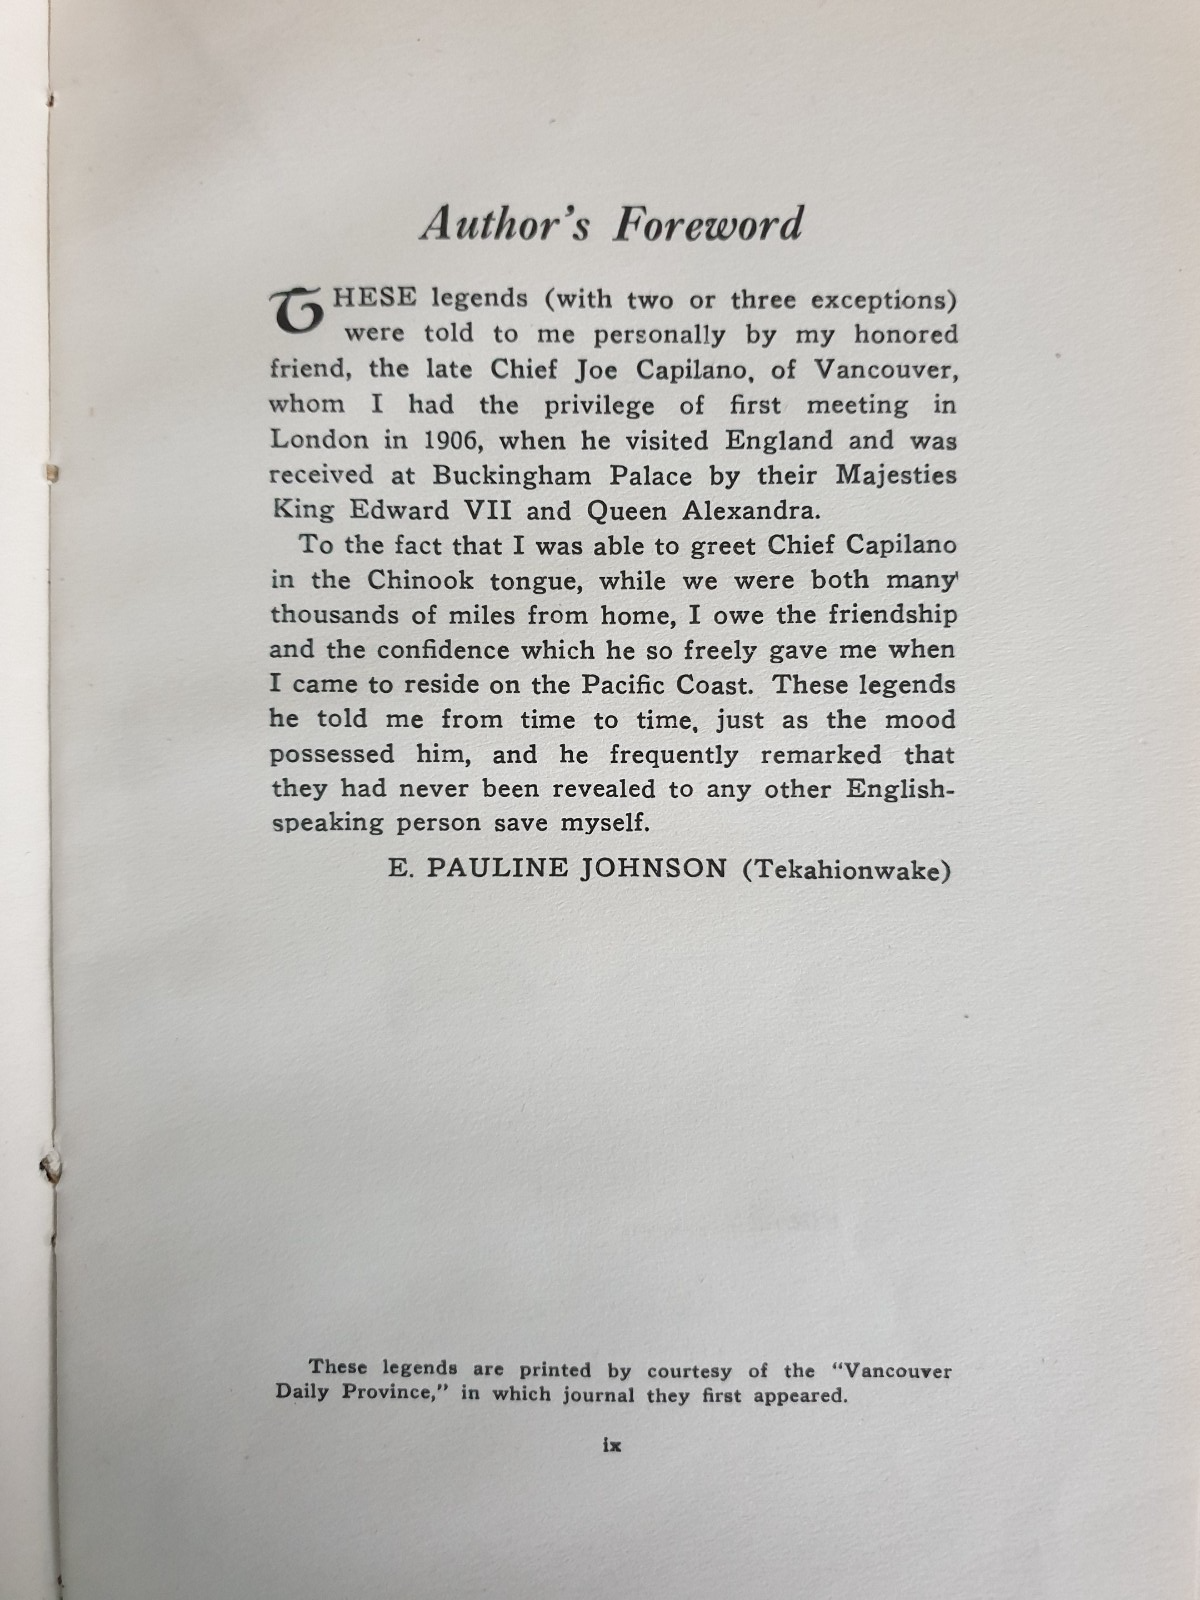 Author's Foreword
THESE legends (with two or three exceptions)
were told to me personally by my honored
friend, the late Chief Joe Capilano, of Vancouver,
whom I had the privilege of first meeting in
London in 1906, when he visited England and was
received at Buckingham Palace by their Majesties
King Edward VII and Queen Alexandra.
To the fact that I was able to greet Chief Capilano
in the Chinook tongue, while we were both many
thousands of miles from home, I owe the friendship
and the confidence which he so freely gave me when
I came to reside on the Pacific Coast. These legends
he told me from time to time, just as the mood
possessed him, and he frequently remarked that
they had never been revealed to any other English-
speaking person save myself.
E. PAULINE JOHNSON (Tekahionwake)
These legends are printed by courtesy of the "Vancouver
Daily Province," in which journal they first appeared.
ix